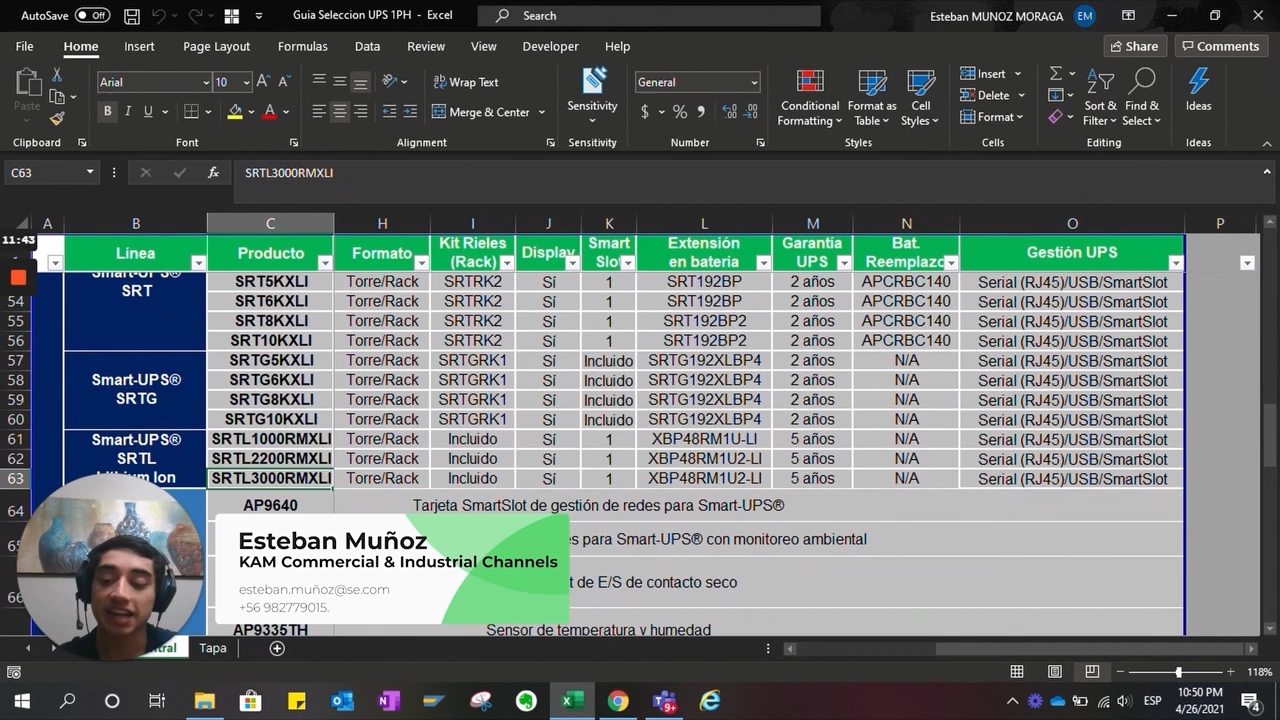 AutoSave Off Guia Seleccion UPS 1PH - Excel Search Esteban MUÑOZ MORAGA EM
File Home Insert Page Layout Formulas Data Review View Developer Help Share Comments
Paste Arial 10 Wrap Text Sensitivity General Conditional Formatting Format as Table Cell Styles Insert Delete Format Sort & Filter Find & Select Ideas
B I U Merge & Center $ %
Clipboard Font Alignment Sensitivity Number Styles Cells Editing Ideas
C63 fx SRTL3000RMXLI
A B C H I J K L M N O P
11:43
Línea Producto Formato Kit Rieles (Rack) Display Smart Slot Extensión en bateria Garantia UPS Bat. Reemplazo Gestión UPS
Smart-UPS® SRT
SRT5KXLI Torre/Rack SRTRK2 Sí 1 SRT192BP 2 años APCRBC140 Serial (RJ45)/USB/SmartSlot
54 SRT6KXLI Torre/Rack SRTRK2 Sí 1 SRT192BP 2 años APCRBC140 Serial (RJ45)/USB/SmartSlot
55 SRT8KXLI Torre/Rack SRTRK2 Sí 1 SRT192BP2 2 años APCRBC140 Serial (RJ45)/USB/SmartSlot
56 SRT10KXLI Torre/Rack SRTRK2 Sí 1 SRT192BP2 2 años APCRBC140 Serial (RJ45)/USB/SmartSlot
Smart-UPS® SRTG
57 SRTG5KXLI Torre/Rack SRTGRK1 Sí Incluido SRTG192XLBP4 2 años N/A Serial (RJ45)/USB/SmartSlot
58 SRTG6KXLI Torre/Rack SRTGRK1 Sí Incluido SRTG192XLBP4 2 años N/A Serial (RJ45)/USB/SmartSlot
59 SRTG8KXLI Torre/Rack SRTGRK1 Sí Incluido SRTG192XLBP4 2 años N/A Serial (RJ45)/USB/SmartSlot
60 SRTG10KXLI Torre/Rack SRTGRK1 Sí Incluido SRTG192XLBP4 2 años N/A Serial (RJ45)/USB/SmartSlot
Smart-UPS® SRTL Lithium Ion
61 SRTL1000RMXLI Torre/Rack Incluido Sí 1 XBP48RM1U-LI 5 años N/A Serial (RJ45)/USB/SmartSlot
62 SRTL2200RMXLI Torre/Rack Incluido Sí 1 XBP48RM1U2-LI 5 años N/A Serial (RJ45)/USB/SmartSlot
63 SRTL3000RMXLI Torre/Rack Incluido Sí 1 XBP48RM1U2-LI 5 años N/A Serial (RJ45)/USB/SmartSlot
64 AP9640 Tarjeta SmartSlot de gestión de redes para Smart-UPS®
65 para Smart-UPS® con monitoreo ambiental
66 de E/S de contacto seco
AP9335TH Sensor de temperatura y humedad
Esteban Muñoz
KAM Commercial & Industrial Channels
esteban.muñoz@se.com
+56 982779015.
Tapa
118%
9+ ESP 10:50 PM 4/26/2021 4